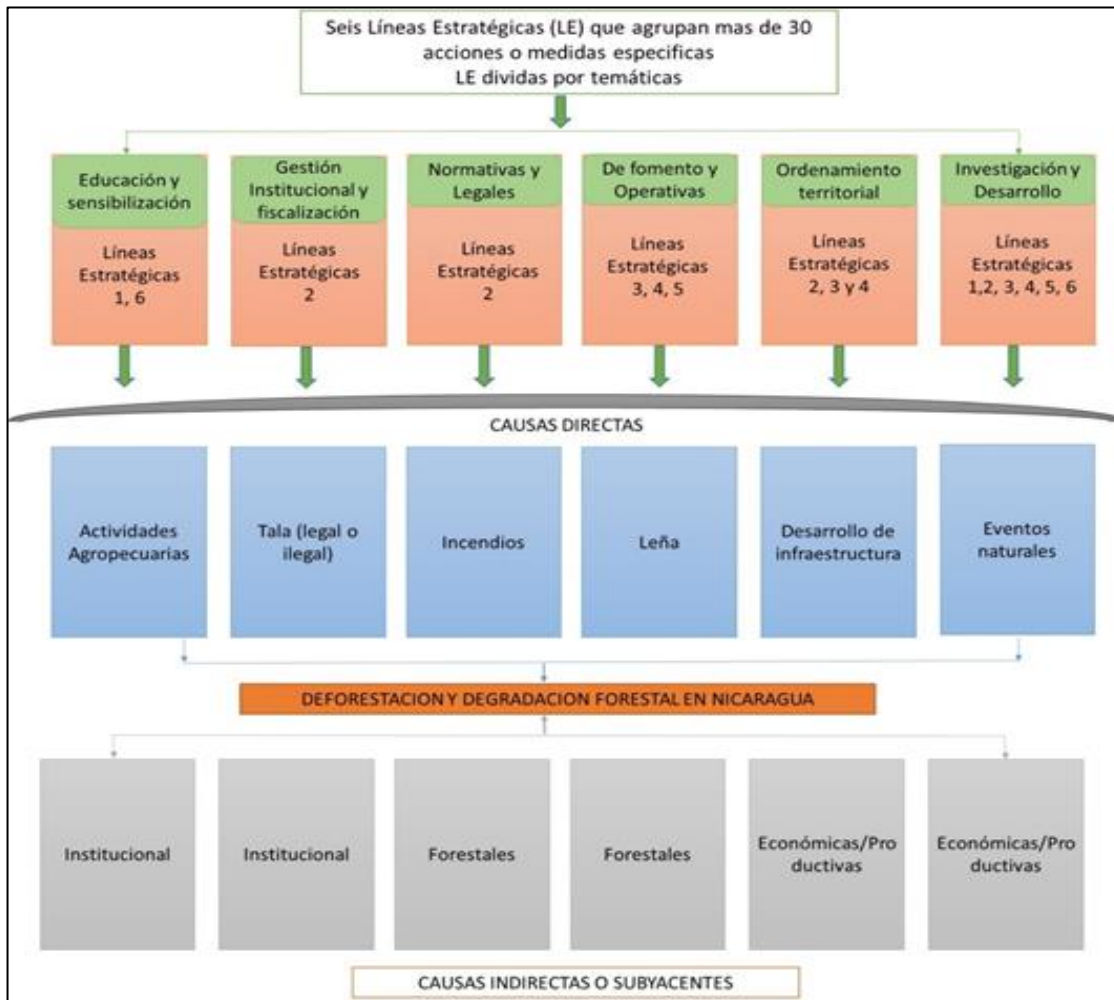 Seis Líneas Estratégicas (LE) que agrupan mas de 30
acciones o medidas especificas
LE dividas por temáticas
Educación y
sensibilización
Líneas
Estratégicas
1, 6
Gestión
Institucional y
fiscalización
Líneas
Estratégicas
2
Normativas y
Legales
Líneas
Estratégicas
2
De fomento y
Operativas
Líneas
Estratégicas
3, 4, 5
Ordenamiento
territorial
Líneas
Estratégicas
2, 3 y 4
Investigación y
Desarrollo
Líneas
Estratégicas
1,2, 3, 4, 5, 6
CAUSAS DIRECTAS
Actividades
Agropecuarias
Tala (legal o
ilegal)
Incendios
Leña
Desarrollo de
infraestructura
Eventos
naturales
DEFORESTACION Y DEGRADACION FORESTAL EN NICARAGUA
Institucional
Institucional
Forestales
Forestales
Económicas/Pro
ductivas
Económicas/Pro
ductivas
CAUSAS INDIRECTAS O SUBYACENTES